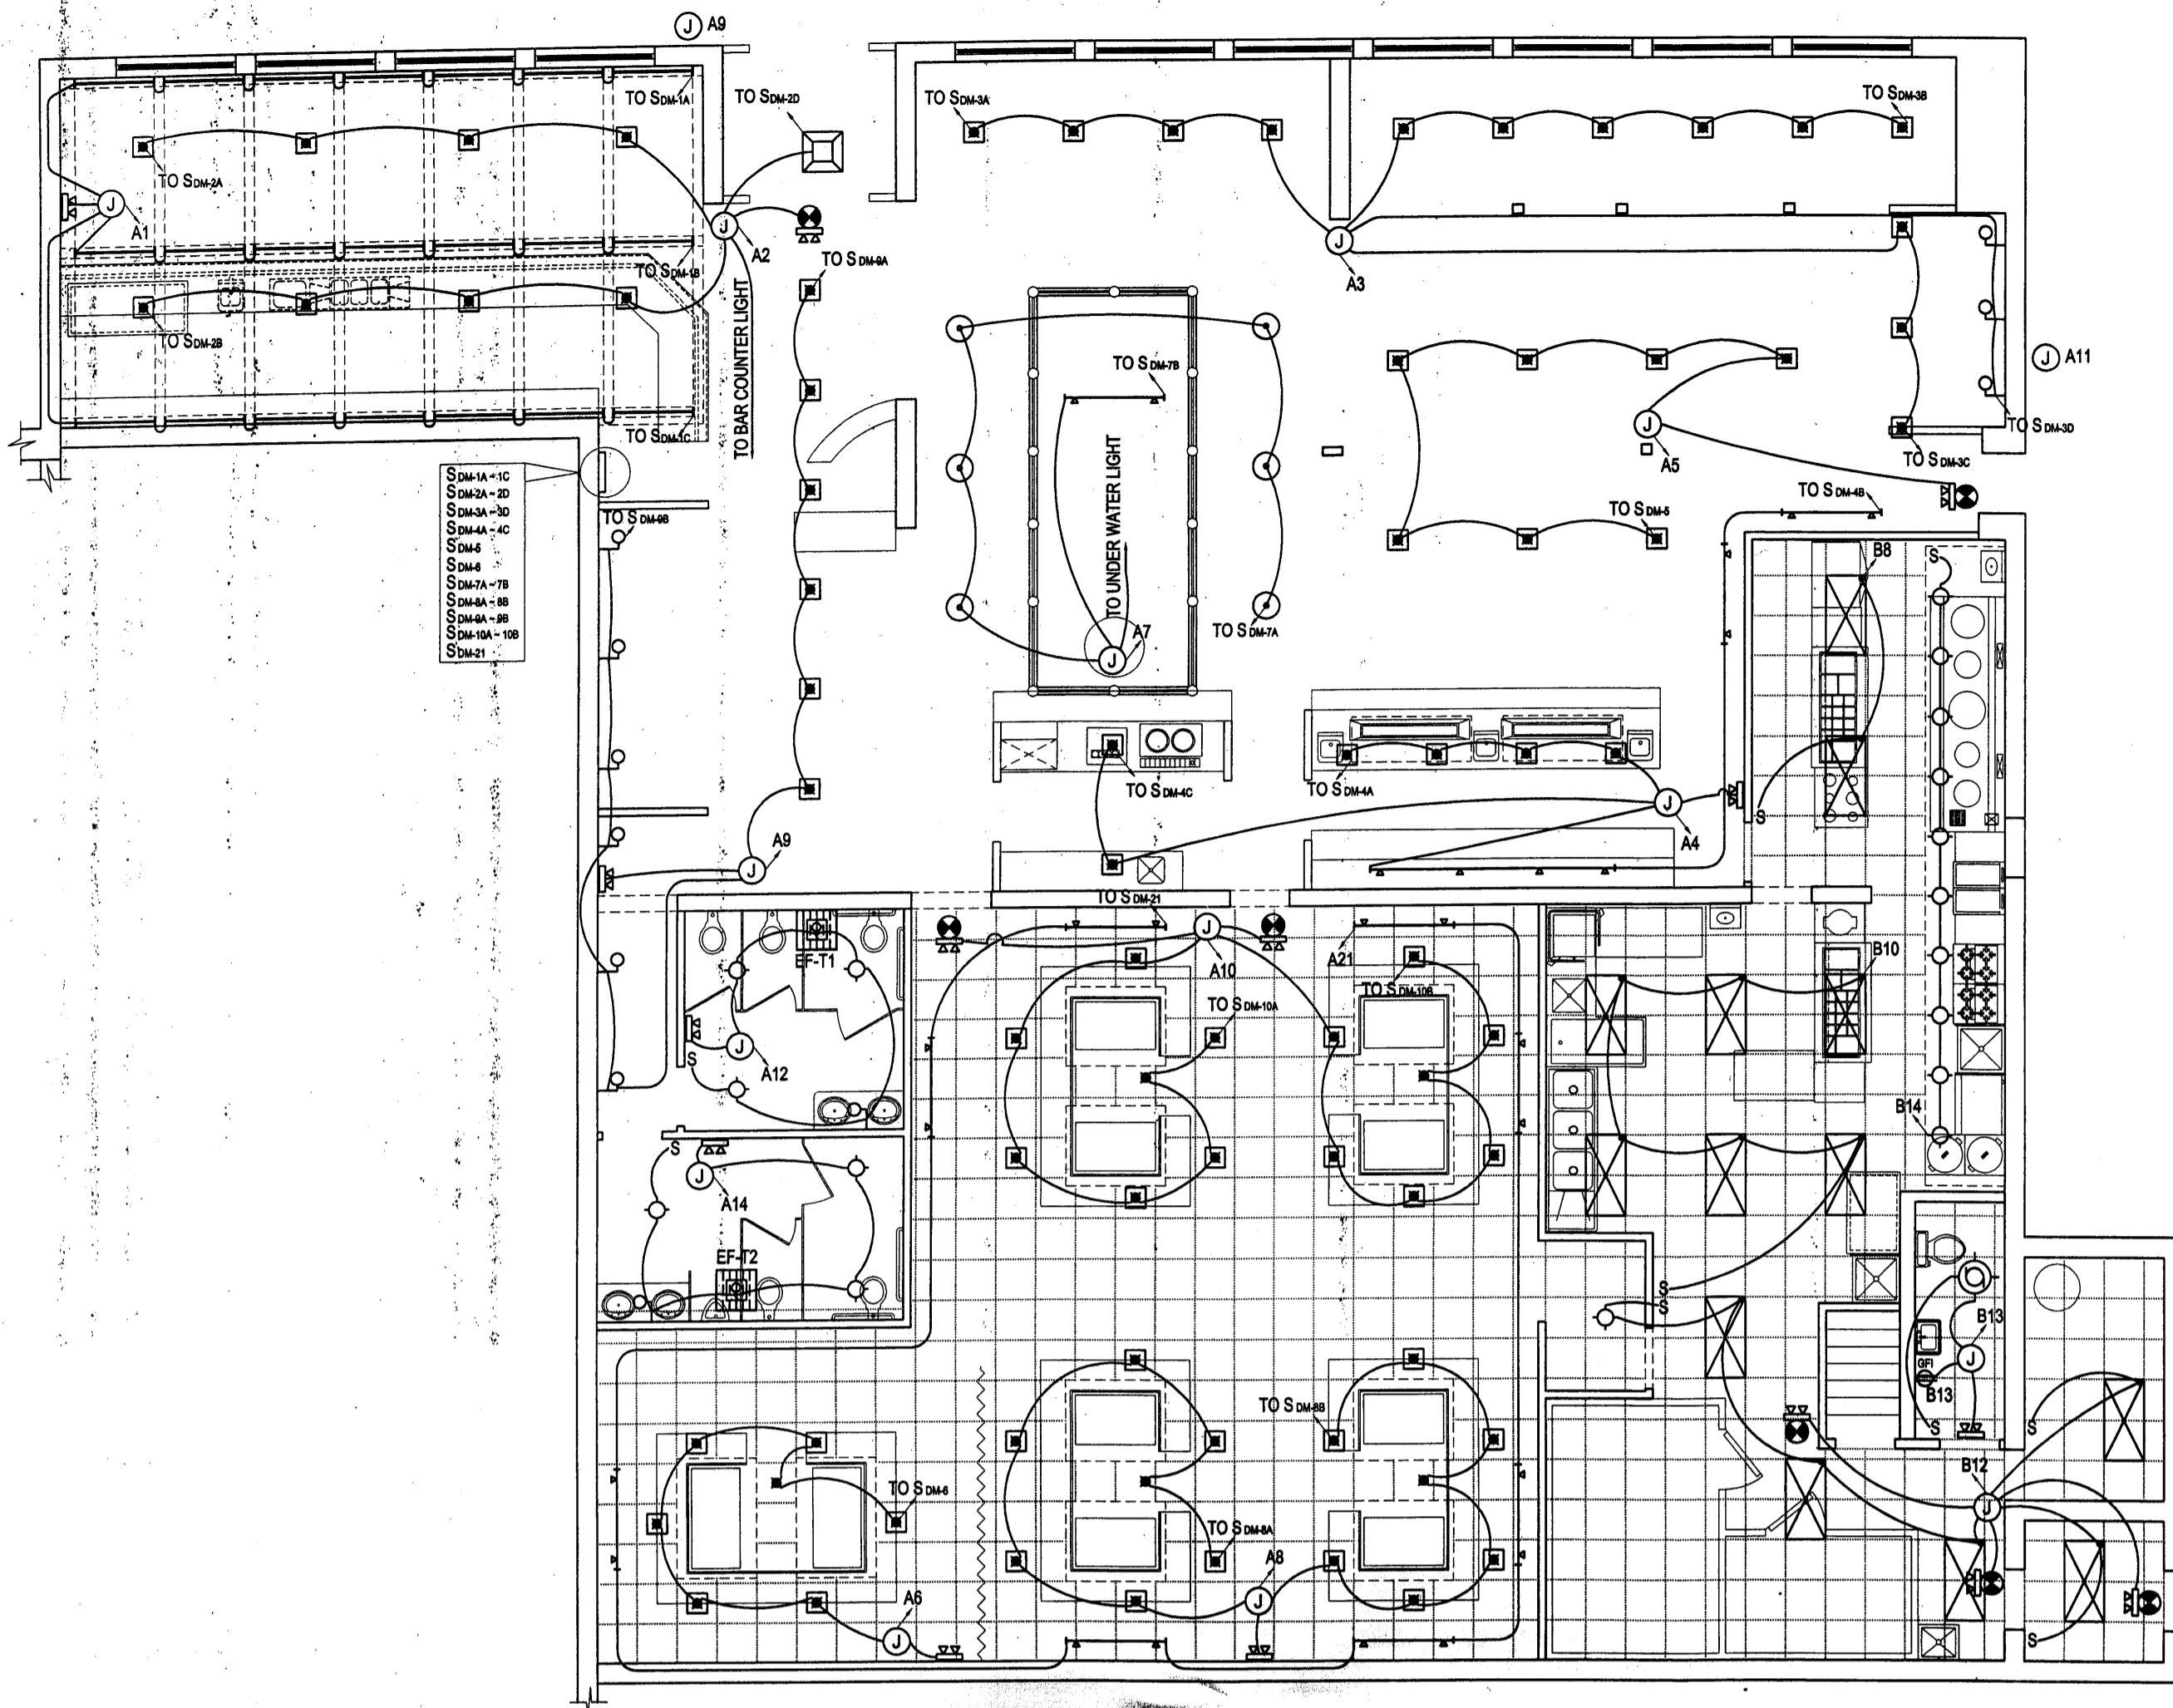 J A9
TO SDM-1A
TO SDM-2D
TO SDM-3A
TO SDM-3B
TO SDM-2A
J
A1
J
A2
J
A3
TO SDM-1B
TO SDM-9A
TO SDM-2B
TO BAR COUNTER LIGHT
TO SDM-7B
J A11
TO SDM-1C
J
A5
TO SDM-3D
TO SDM-3C
SDM-1A ~ 1C
SDM-2A ~ 2D
SDM-3A ~ 3D
SDM-4A ~ 4C
SDM-5
SDM-6
SDM-7A ~ 7B
SDM-8A ~ 8B
SDM-9A ~ 9B
SDM-10A ~ 10B
SDM-21
TO SDM-9B
TO UNDER WATER LIGHT
TO SDM-5
TO SDM-4B
B8
S
TO SDM-7A
A7
J
TO SDM-4C
TO SDM-4A
J
A4
S
A9
J
TO SDM-21
EF-T1
J
A10
A21
TO SDM-10B
B10
TO SDM-10A
J
A12
S
B14
S
J
A14
EF-T2
S
S
B13
J
GFI
B13
S
S
TO SDM-8B
B12
J
TO SDM-6
TO SDM-8A
A8
J
A6
J
S